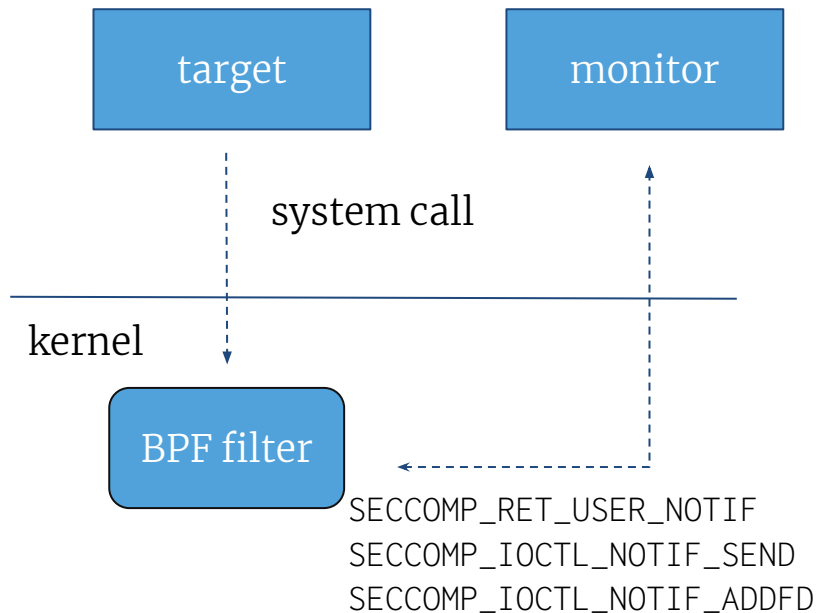 target
monitor
system call
kernel
BPF filter
SECCOMP_RET_USER_NOTIF
SECCOMP_IOCTL_NOTIF_SEND
SECCOMP_IOCTL_NOTIF_ADDFD